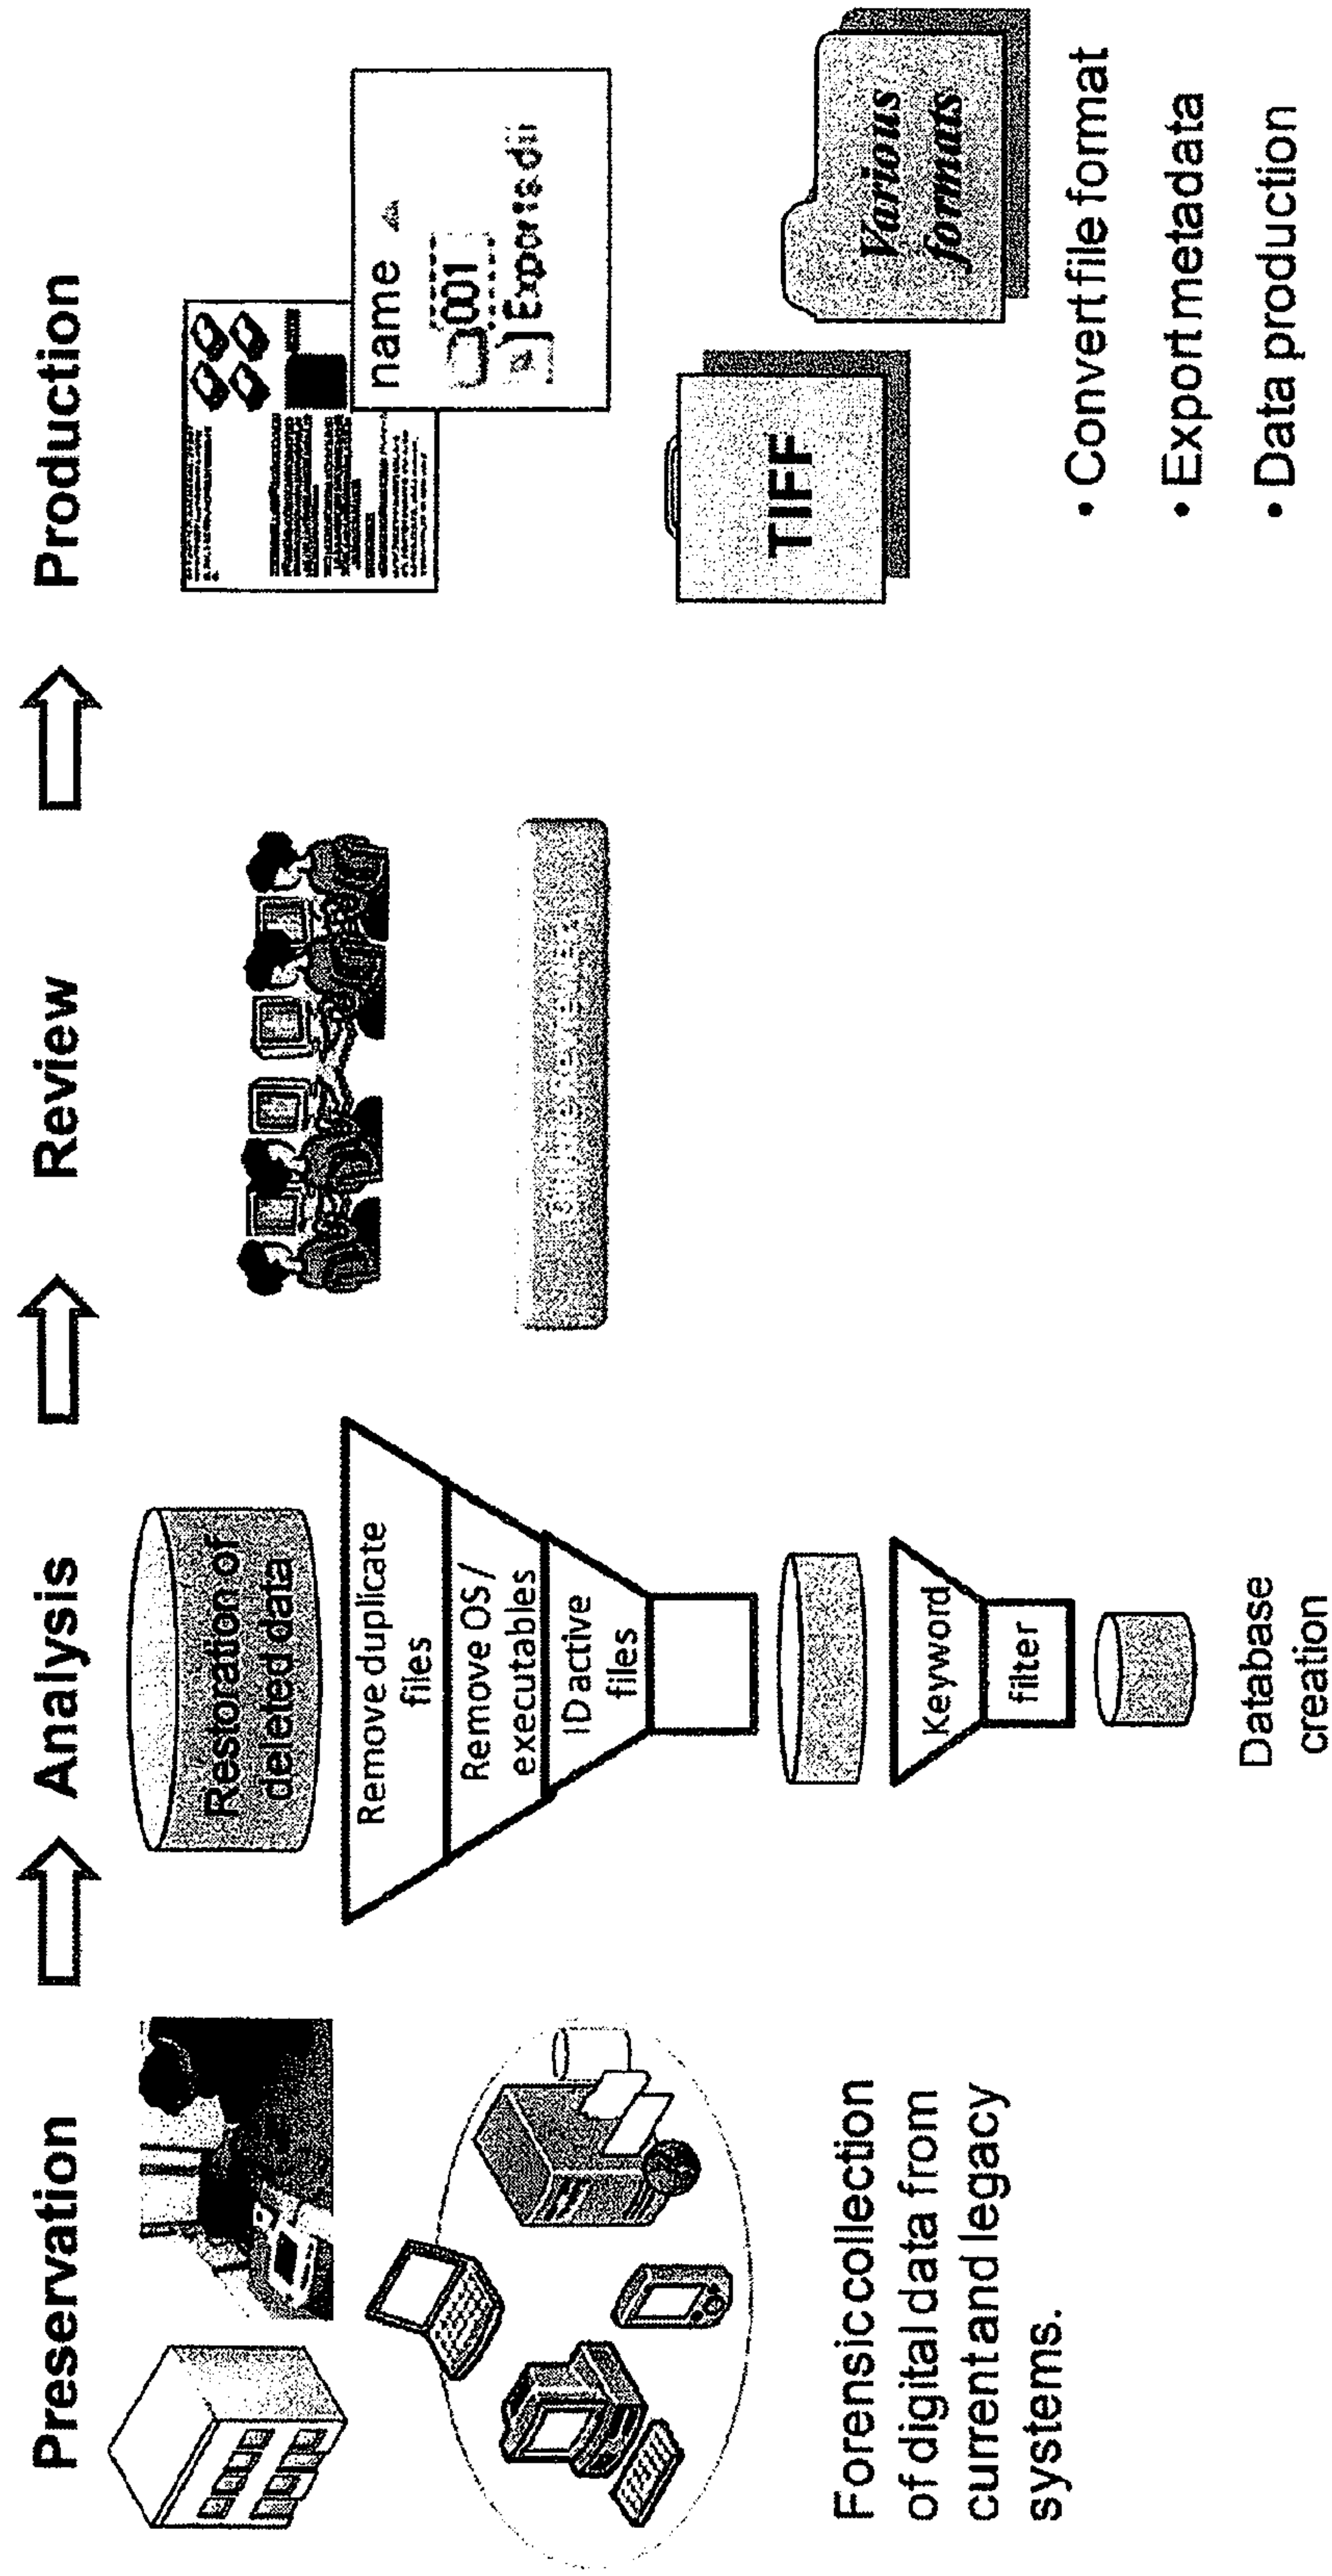 Preservation
Analysis
Review
Production
Forensic collection
of digital data from
current and legacy
systems.
Restoration of
deleted data
Remove duplicate
files
Remove OS /
executables
ID active
files
Keyword
filter
Database
creation
name
001
Exports.dii
TIFF
Various
formats
• Convert file format
• Export metadata
• Data production